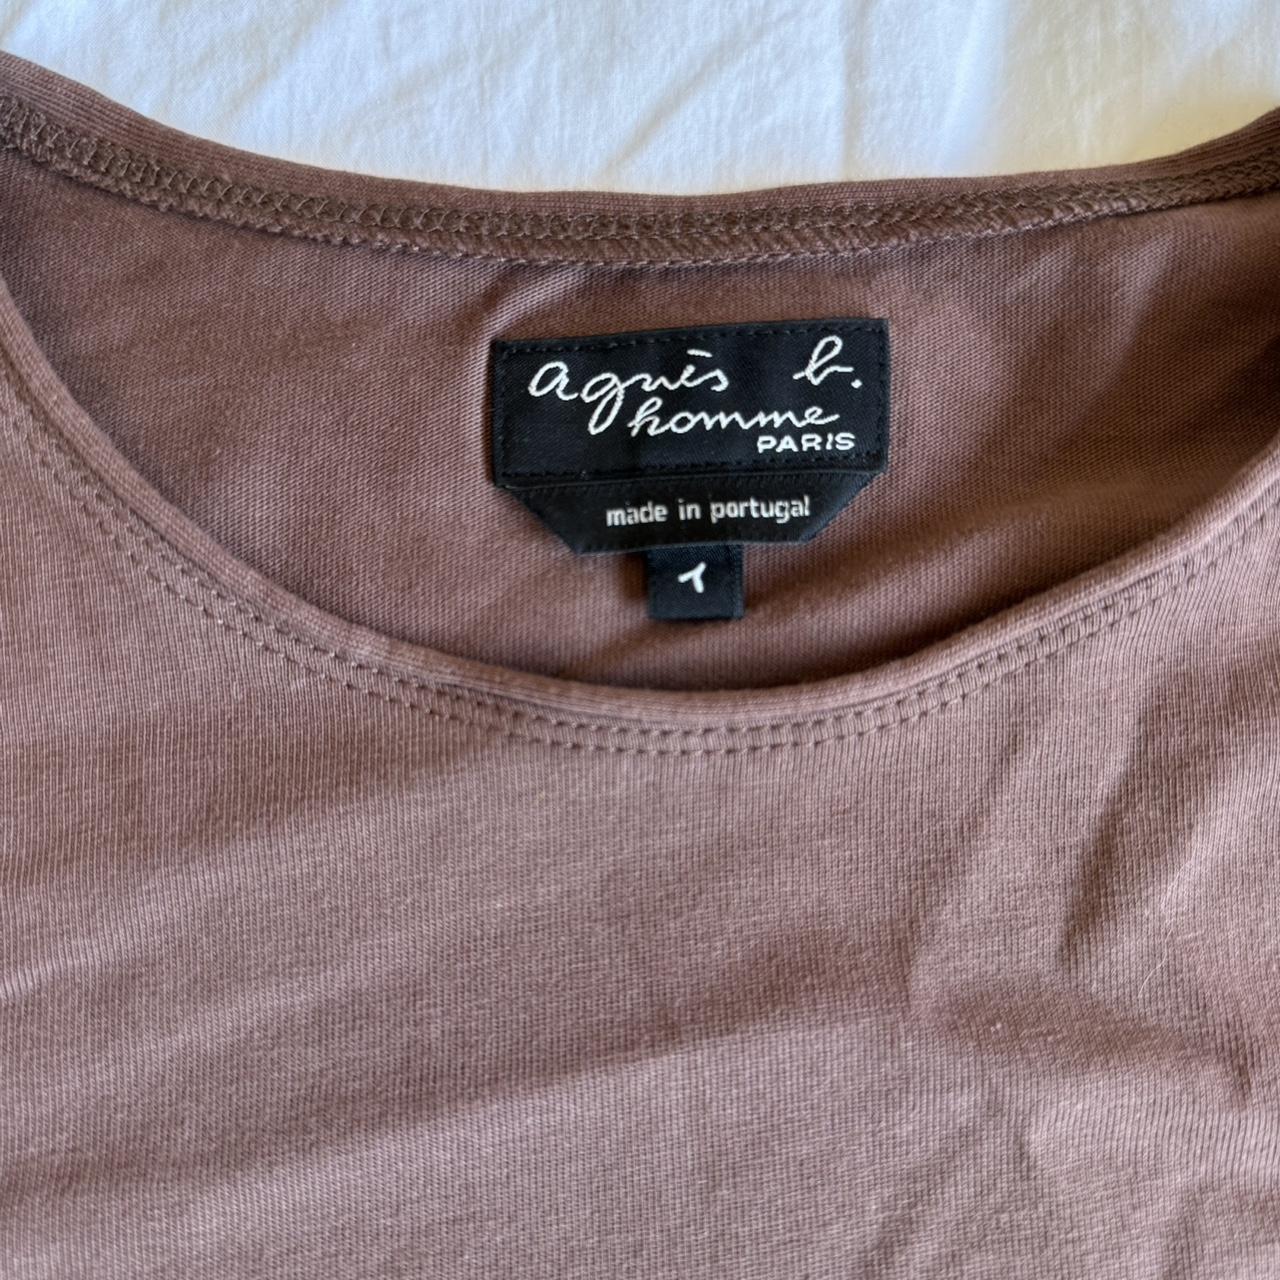 agnès b.
homme
PARIS
made in portugal
1